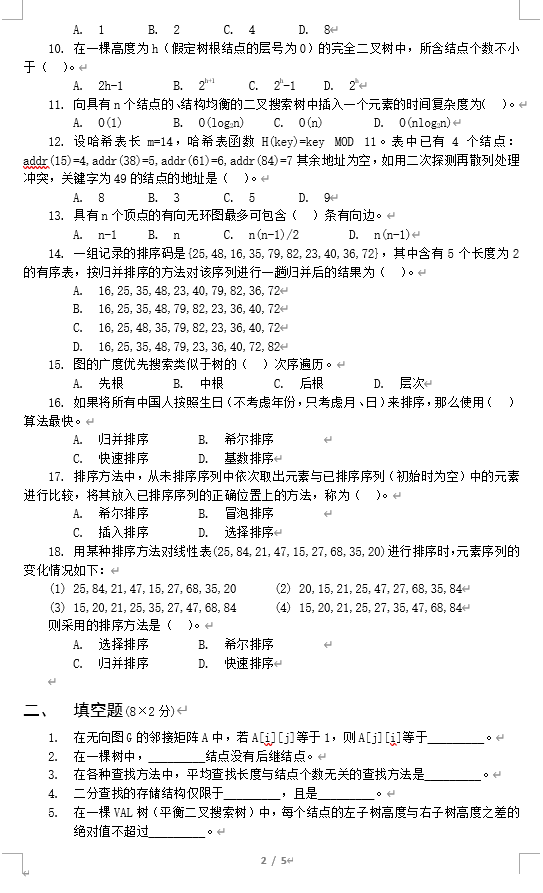 A. 1 B. 2 C. 4 D. 8
10. 在一棵高度为h（假定树根结点的层号为0）的完全二叉树中，所含结点个数不小
于（ ）。
A. 2h-1 B. 2^{h+1} C. 2^h-1 D. 2^h
11. 向具有n个结点的、结构均衡的二叉搜索树中插入一个元素的时间复杂度为（ ）。
A. O(1) B. O(log₂n) C. O(n) D. O(nlog₂n)
12. 设哈希表长 m=14，哈希表函数 H(key)=key MOD 11。表中已有 4 个结点：
addr(15)=4,addr(38)=5,addr(61)=6,addr(84)=7 其余地址为空，如用二次探测再散列处理
冲突，关键字为49的结点的地址是（ ）。
A. 8 B. 3 C. 5 D. 9
13. 具有n个顶点的有向无环图最多可包含（ ）条有向边。
A. n-1 B. n C. n(n-1)/2 D. n(n-1)
14. 一组记录的排序码是{25,48,16,35,79,82,23,40,36,72}，其中含有5个长度为2
的有序表，按归并排序的方法对该序列进行一趟归并后的结果为（ ）。
A. 16,25,35,48,23,40,79,82,36,72
B. 16,25,35,48,79,82,23,36,40,72
C. 16,25,48,35,79,82,23,36,40,72
D. 16,25,35,48,79,23,36,40,72,82
15. 图的广度优先搜索类似于树的（ ）次序遍历。
A. 先根 B. 中根 C. 后根 D. 层次
16. 如果将所有中国人按照生日（不考虑年份，只考虑月、日）来排序，那么使用（ ）
算法最快。
A. 归并排序 B. 希尔排序
C. 快速排序 D. 基数排序
17. 排序方法中，从未排序序列中依次取出元素与已排序序列（初始时为空）中的元素
进行比较，将其放入已排序序列的正确位置上的方法，称为（ ）。
A. 希尔排序 B. 冒泡排序
C. 插入排序 D. 选择排序
18. 用某种排序方法对线性表(25,84,21,47,15,27,68,35,20)进行排序时，元素序列的
变化情况如下：
(1) 25,84,21,47,15,27,68,35,20 (2) 20,15,21,25,47,27,68,35,84
(3) 15,20,21,25,35,27,47,68,84 (4) 15,20,21,25,27,35,47,68,84
则采用的排序方法是（ ）。
A. 选择排序 B. 希尔排序
C. 归并排序 D. 快速排序
二、 填空题(8×2分)
1. 在无向图G的邻接矩阵A中，若A[i][j]等于1，则A[j][i]等于________。
2. 在一棵树中，________结点没有后继结点。
3. 在各种查找方法中，平均查找长度与结点个数无关的查找方法是________。
4. 二分查找的存储结构仅限于________，且是________。
5. 在一棵VAL树（平衡二叉搜索树）中，每个结点的左子树高度与右子树高度之差的
绝对值不超过________。
2 / 5